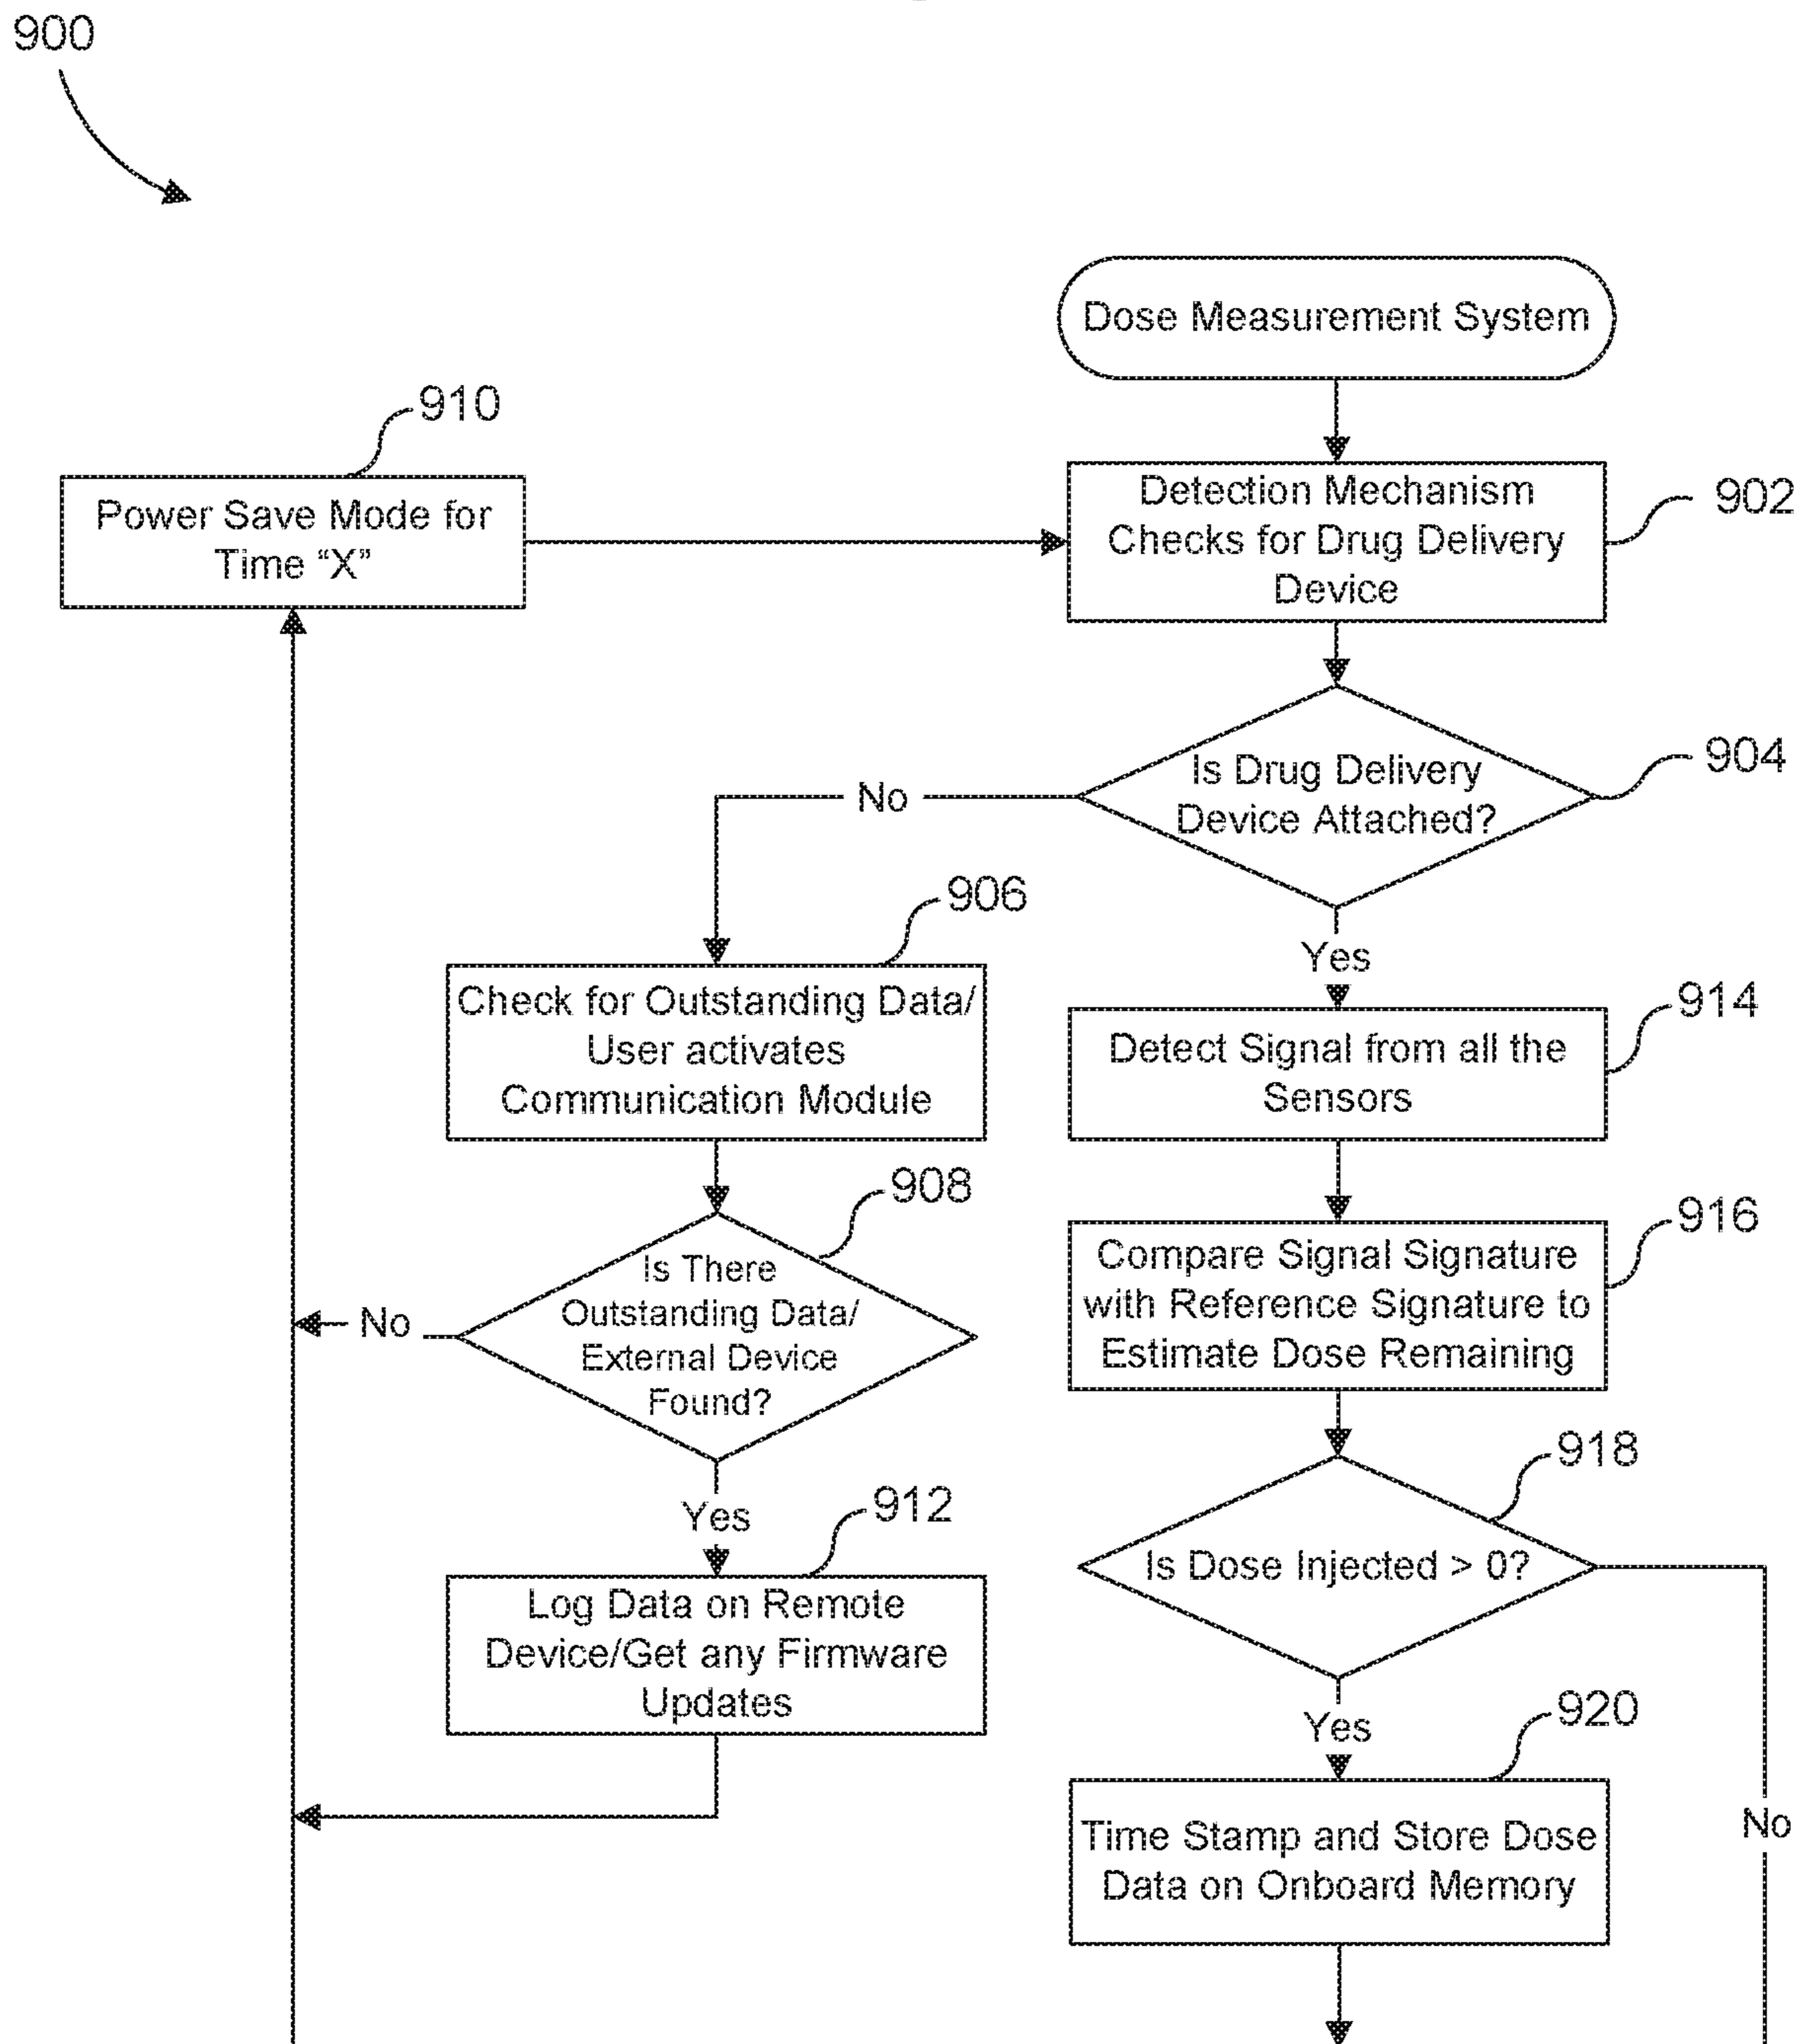 900
Dose Measurement System
910
Power Save Mode for
Time “X”
Detection Mechanism
Checks for Drug Delivery
Device
902
Is Drug Delivery
Device Attached?
904
No
906
Yes
Check for Outstanding Data/
User activates
Communication Module
914
Detect Signal from all the
Sensors
908
Is There
Outstanding Data/
External Device
Found?
No
916
Compare Signal Signature
with Reference Signature to
Estimate Dose Remaining
Yes
912
918
Is Dose Injected > 0?
Log Data on Remote
Device/Get any Firmware
Updates
Yes
920
Time Stamp and Store Dose
Data on Onboard Memory
No